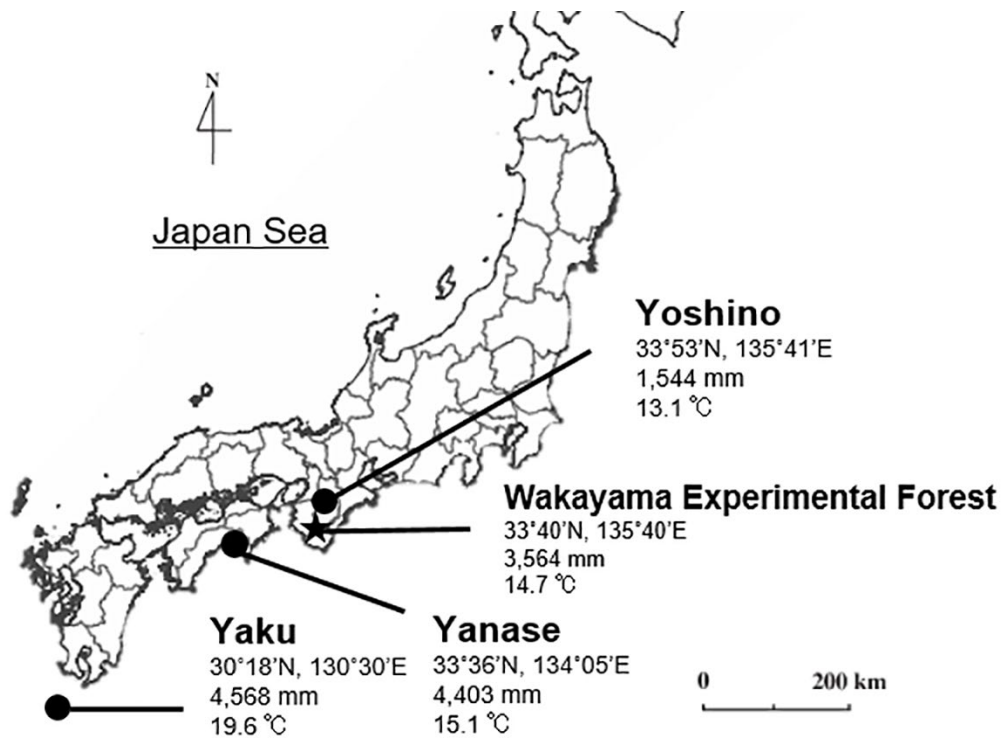 N
Japan Sea
Yoshino
33°53'N, 135°41'E
1,544 mm
13.1 ℃
Wakayama Experimental Forest
33°40'N, 135°40'E
3,564 mm
14.7 ℃
Yaku
30°18'N, 130°30'E
4,568 mm
19.6 ℃
Yanase
33°36'N, 134°05'E
4,403 mm
15.1 ℃
0 200 km